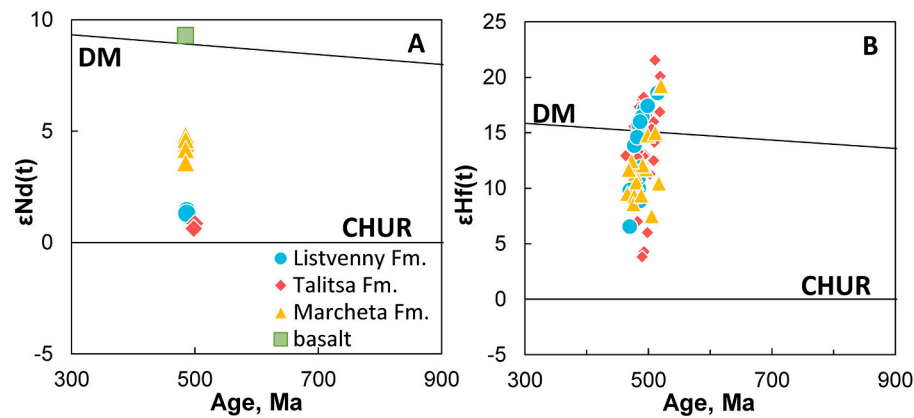 10
5
0
-5
εNd(t)
A
DM
CHUR
Listvenny Fm.
Talitsa Fm.
Marcheta Fm.
basalt
300
500
700
900
Age, Ma
25
20
15
10
5
0
-5
εHf(t)
B
DM
CHUR
300
500
700
900
Age, Ma